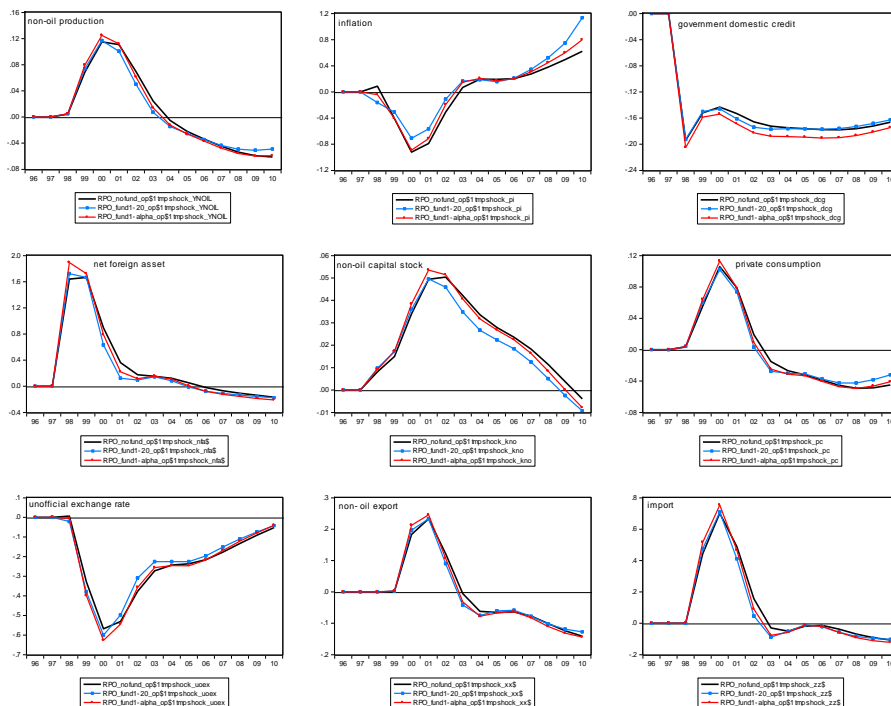 non-oil production
.16
.12
.08
.04
.00
.04
.08
96 97 98 99 00 01 02 03 04 05 06 07 08 09 10
RPO_nofund_op$1tmpshock_YNOIL
RPO_fund1-20_op$1tmpshock_YNOIL
RPO_fund1-alpha_op$1tmpshock_YNOIL
inflation
1.2
0.8
0.4
0.0
-0.4
-0.8
-1.2
96 97 98 99 00 01 02 03 04 05 06 07 08 09 10
RPO_nofund_op$1tmpshock_pi
RPO_fund1-20_op$1tmpshock_pi
RPO_fund1-alpha_op$1tmpshock_pi
government domestic credit
.00
-.05
-.10
-.15
-.20
-.25
96 97 98 99 00 01 02 03 04 05 06 07 08 09 10
RPO_nofund_op$1tmpshock_dcg
RPO_fund1-20_op$1tmpshock_dcg
RPO_fund1-alpha_op$1tmpshock_dcg
net foreign asset
2.0
1.6
1.2
0.8
0.4
0.0
-0.4
96 97 98 99 00 01 02 03 04 05 06 07 08 09 10
RPO_nofund_op$1tmpshock_nfa$
RPO_fund1-20_op$1tmpshock_nfa$
RPO_fund1-alpha_op$1tmpshock_nfa$
non-oil capital stock
.06
.05
.04
.03
.02
.01
.00
-.01
96 97 98 99 00 01 02 03 04 05 06 07 08 09 10
RPO_nofund_op$1tmpshock_kno
RPO_fund1-20_op$1tmpshock_kno
RPO_fund1-alpha_op$1tmpshock_kno
private consumption
.12
.08
.04
.00
-.04
-.08
96 97 98 99 00 01 02 03 04 05 06 07 08 09 10
RPO_nofund_op$1tmpshock_pc
RPO_fund1-20_op$1tmpshock_pc
RPO_fund1-alpha_op$1tmpshock_pc
unofficial exchange rate
.1
.0
-.1
-.2
-.3
-.4
-.5
-.6
-.7
96 97 98 99 00 01 02 03 04 05 06 07 08 09 10
RPO_nofund_op$1tmpshock_uoex
RPO_fund1-20_op$1tmpshock_uoex
RPO_fund1-alpha_op$1tmpshock_uoex
non- oil export
.3
.2
.1
.0
-.1
-.2
96 97 98 99 00 01 02 03 04 05 06 07 08 09 10
RPO_nofund_op$1tmpshock_xx$
RPO_fund1-20_op$1tmpshock_xx$
RPO_fund1-alpha_op$1tmpshock_xx$
import
.8
.6
.4
.2
.0
-.2
96 97 98 99 00 01 02 03 04 05 06 07 08 09 10
RPO_nofund_op$1tmpshock_zz$
RPO_fund1-20_op$1tmpshock_zz$
RPO_fund1-alpha_op$1tmpshock_zz$